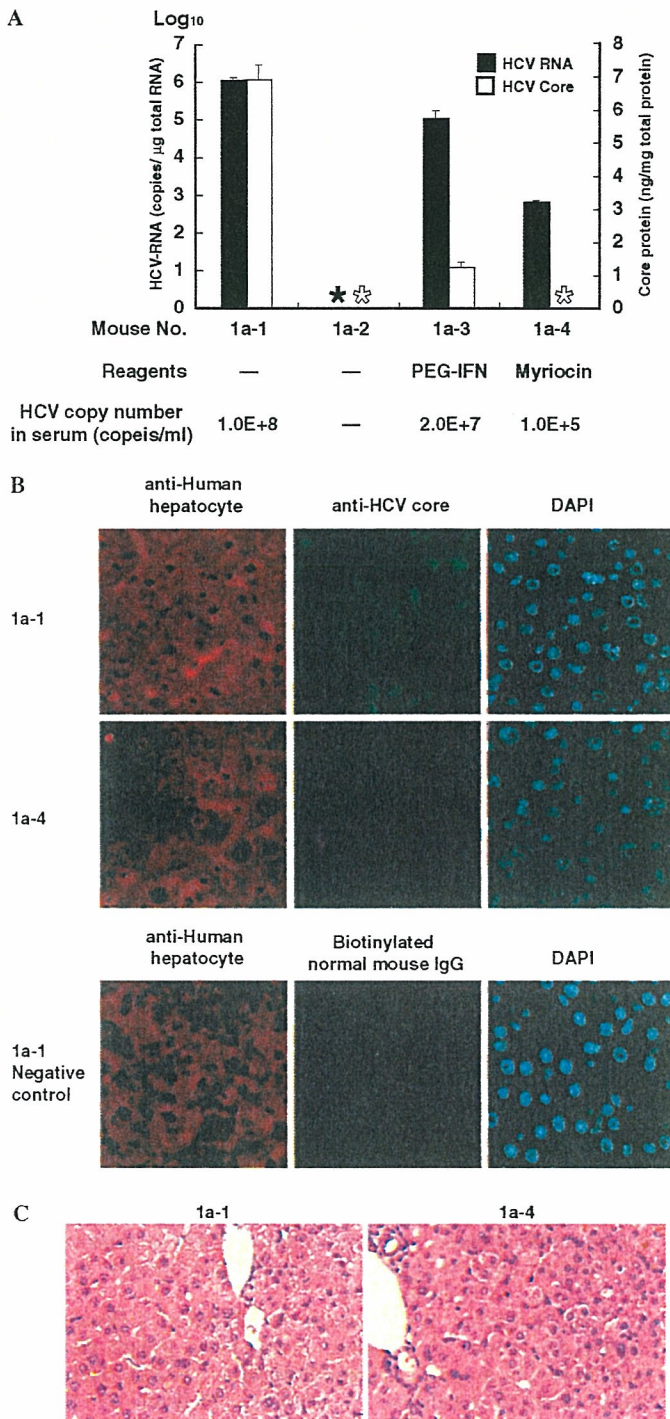 A
Log10
7
6
5
4
3
2
1
0
HCV-RNA (copies/ μg total RNA)
HCV RNA
HCV Core
8
7
6
5
4
3
2
1
0
Core protein (ng/mg total protein)
Mouse No. 1a-1 1a-2 1a-3 1a-4
Reagents — — PEG-IFN Myriocin
HCV copy number
in serum (copeis/ml) 1.0E+8 — 2.0E+7 1.0E+5
B
anti-Human
hepatocyte
anti-HCV core
DAPI
1a-1
1a-4
anti-Human
hepatocyte
Biotinylated
normal mouse IgG
DAPI
1a-1
Negative
control
C
1a-1 1a-4